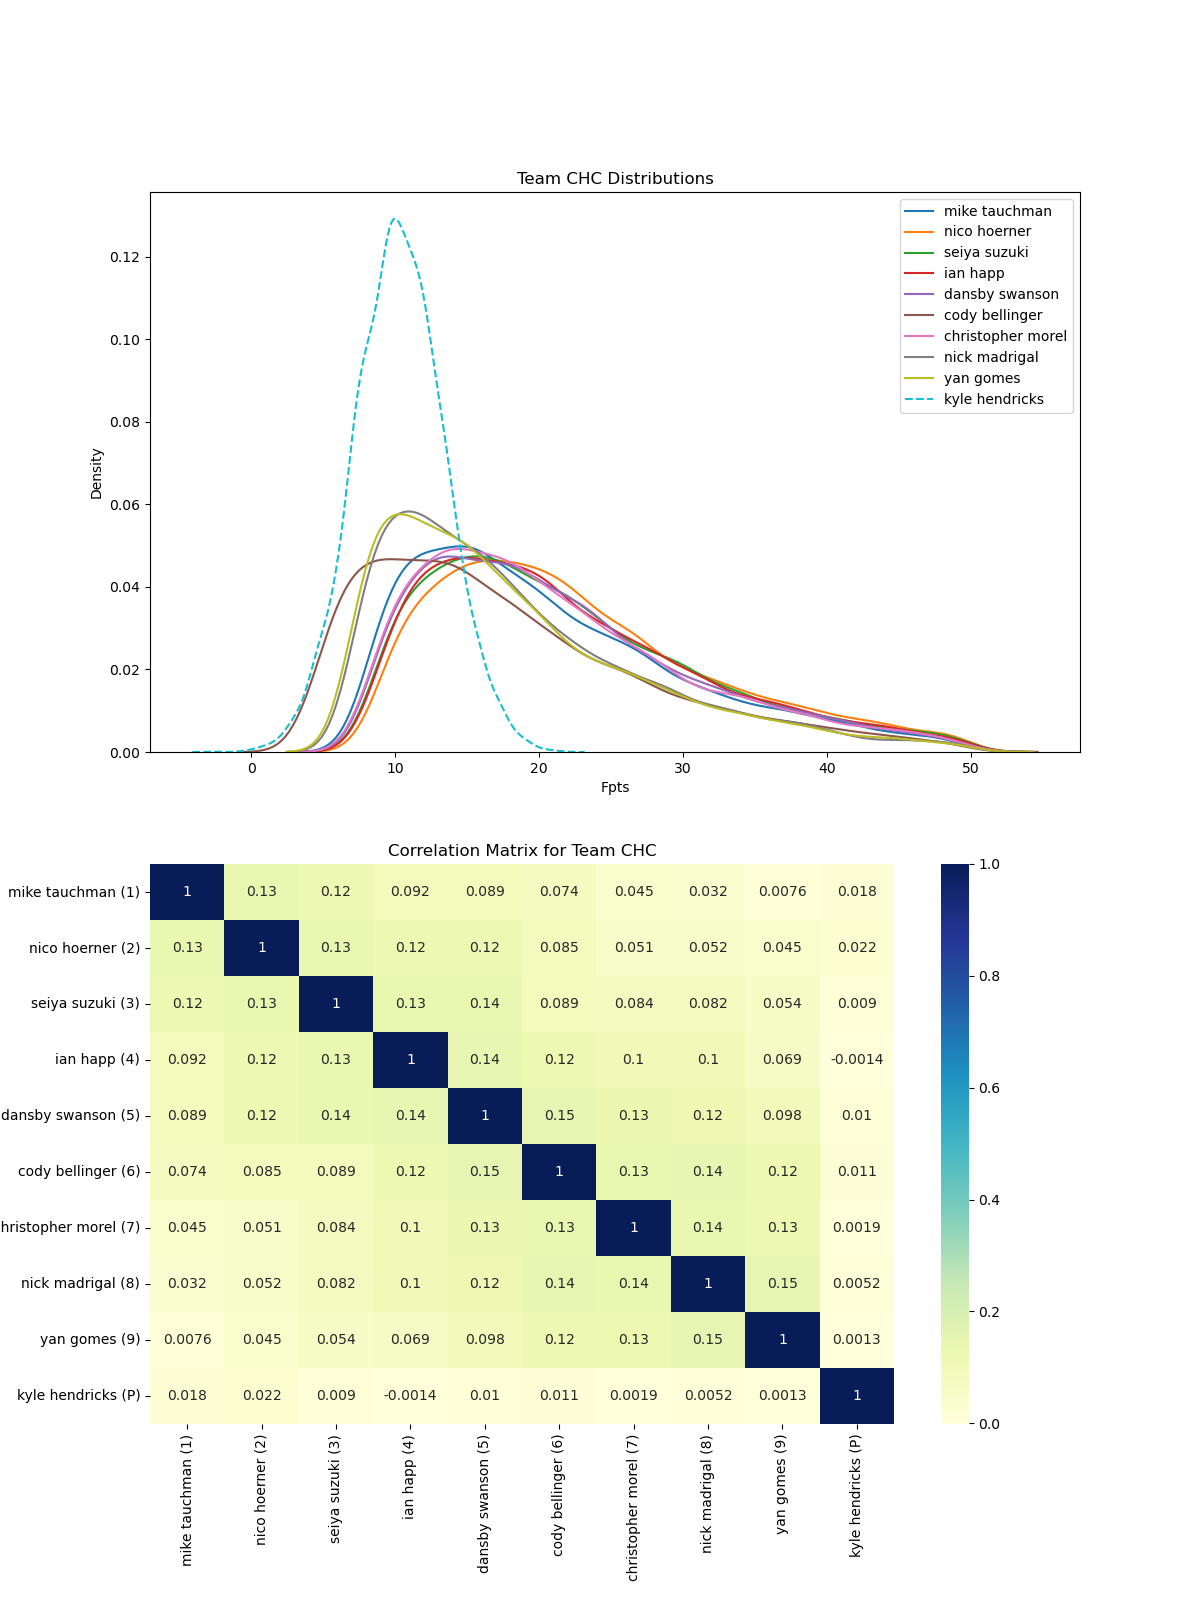 Team CHC Distributions
mike tauchman
nico hoerner
seiya suzuki
ian happ
dansby swanson
cody bellinger
christopher morel
nick madrigal
yan gomes
kyle hendricks
Density
0.12
0.10
0.08
0.06
0.04
0.02
0.00
0 10 20 30 40 50
Fpts
Correlation Matrix for Team CHC
mike tauchman (1) 1 0.13 0.12 0.092 0.089 0.074 0.045 0.032 0.0076 0.018
nico hoerner (2) 0.13 1 0.13 0.12 0.12 0.085 0.051 0.052 0.045 0.022
seiya suzuki (3) 0.12 0.13 1 0.13 0.14 0.089 0.084 0.082 0.054 0.009
ian happ (4) 0.092 0.12 0.13 1 0.14 0.12 0.1 0.1 0.069 -0.0014
dansby swanson (5) 0.089 0.12 0.14 0.14 1 0.15 0.13 0.12 0.098 0.01
cody bellinger (6) 0.074 0.085 0.089 0.12 0.15 1 0.13 0.14 0.12 0.011
hristopher morel (7) 0.045 0.051 0.084 0.1 0.13 0.13 1 0.14 0.13 0.0019
nick madrigal (8) 0.032 0.052 0.082 0.1 0.12 0.14 0.14 1 0.15 0.0052
yan gomes (9) 0.0076 0.045 0.054 0.069 0.098 0.12 0.13 0.15 1 0.0013
kyle hendricks (P) 0.018 0.022 0.009 -0.0014 0.01 0.011 0.0019 0.0052 0.0013 1
mike tauchman (1)
nico hoerner (2)
seiya suzuki (3)
ian happ (4)
dansby swanson (5)
cody bellinger (6)
christopher morel (7)
nick madrigal (8)
yan gomes (9)
kyle hendricks (P)
1.0
0.8
0.6
0.4
0.2
0.0